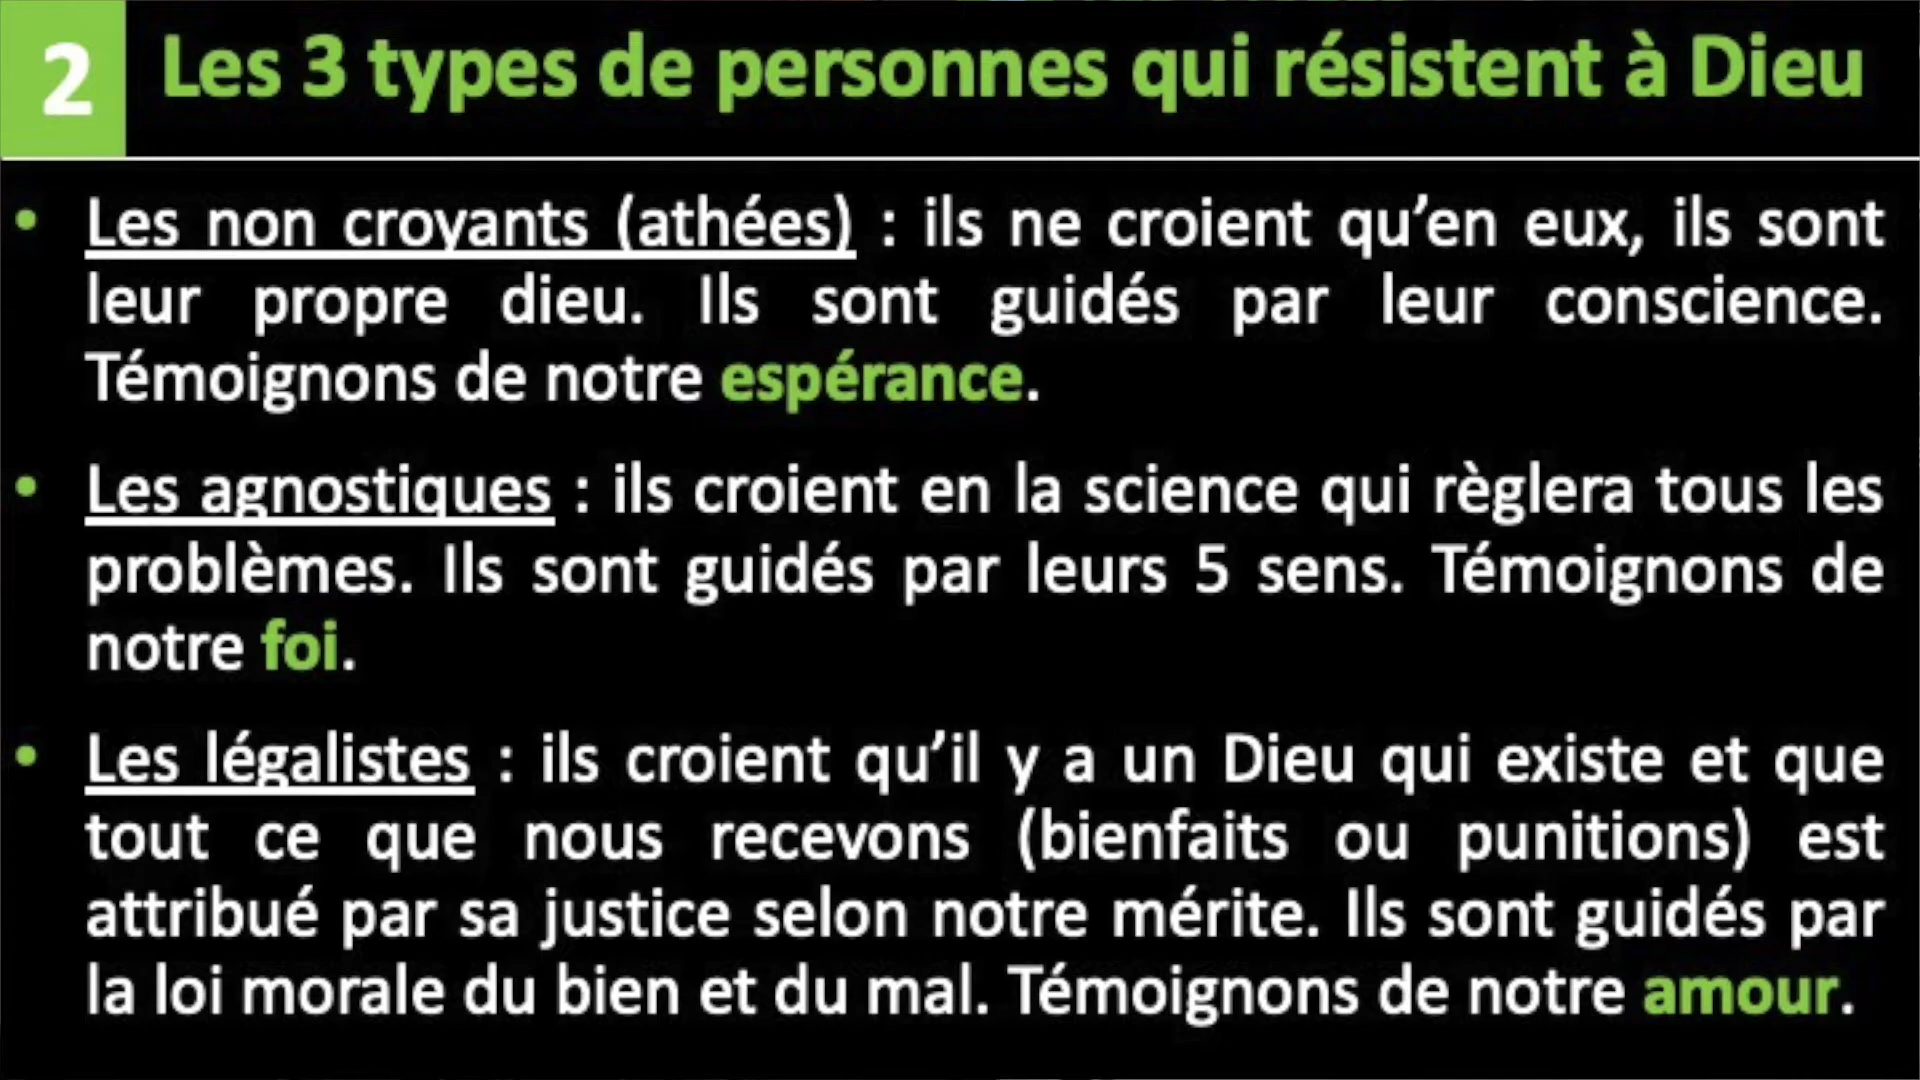 2
Les 3 types de personnes qui résistent à Dieu
• Les non croyants (athées) : ils ne croient qu’en eux, ils sont
leur propre dieu. Ils sont guidés par leur conscience.
Témoignons de notre espérance.
• Les agnostiques : ils croient en la science qui règlera tous les
problèmes. Ils sont guidés par leurs 5 sens. Témoignons de
notre foi.
• Les légalistes : ils croient qu’il y a un Dieu qui existe et que
tout ce que nous recevons (bienfaits ou punitions) est
attribué par sa justice selon notre mérite. Ils sont guidés par
la loi morale du bien et du mal. Témoignons de notre amour.